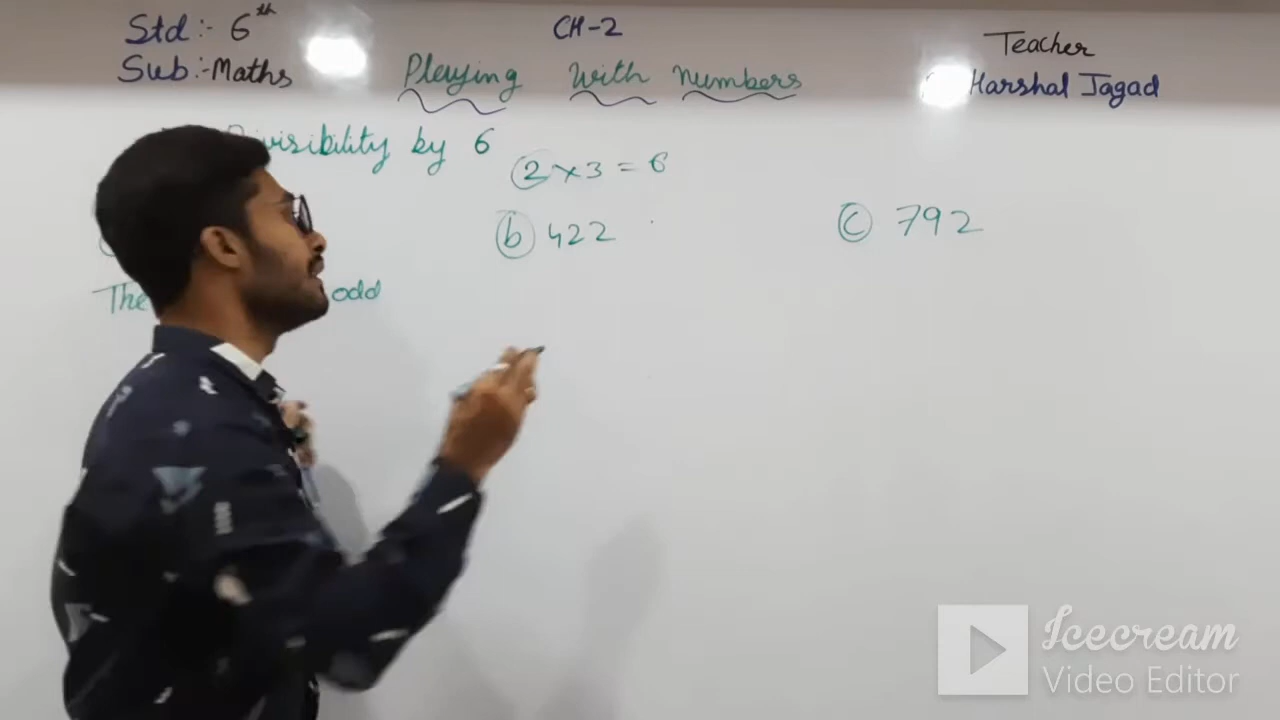 Std:- 6th
CH-2
Teacher
Sub:-Maths
Playing with numbers
Harshal Jagad
Divisibility by 6
2 × 3 = 6
b 422
c 792
The odd
Icecream
Video Editor